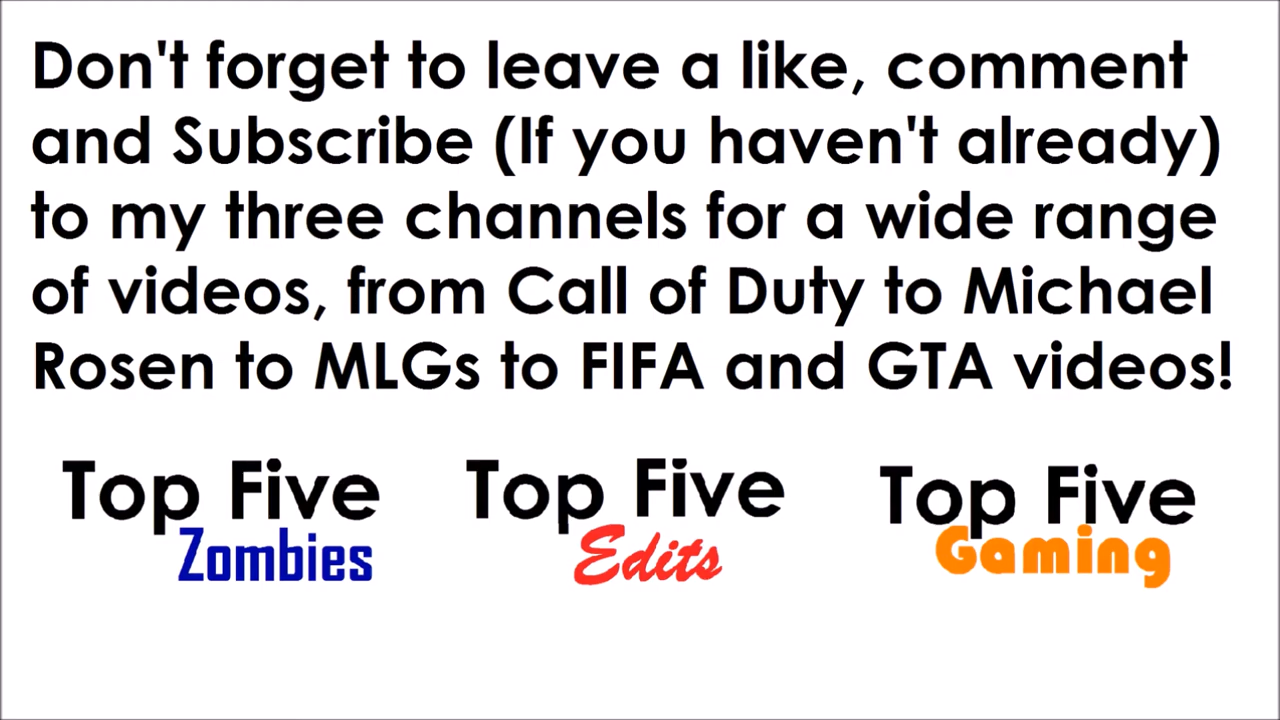 Don't forget to leave a like, comment
and Subscribe (If you haven't already)
to my three channels for a wide range
of videos, from Call of Duty to Michael
Rosen to MLGs to FIFA and GTA videos!
Top Five
Zombies
Top Five
Edits
Top Five
Gaming